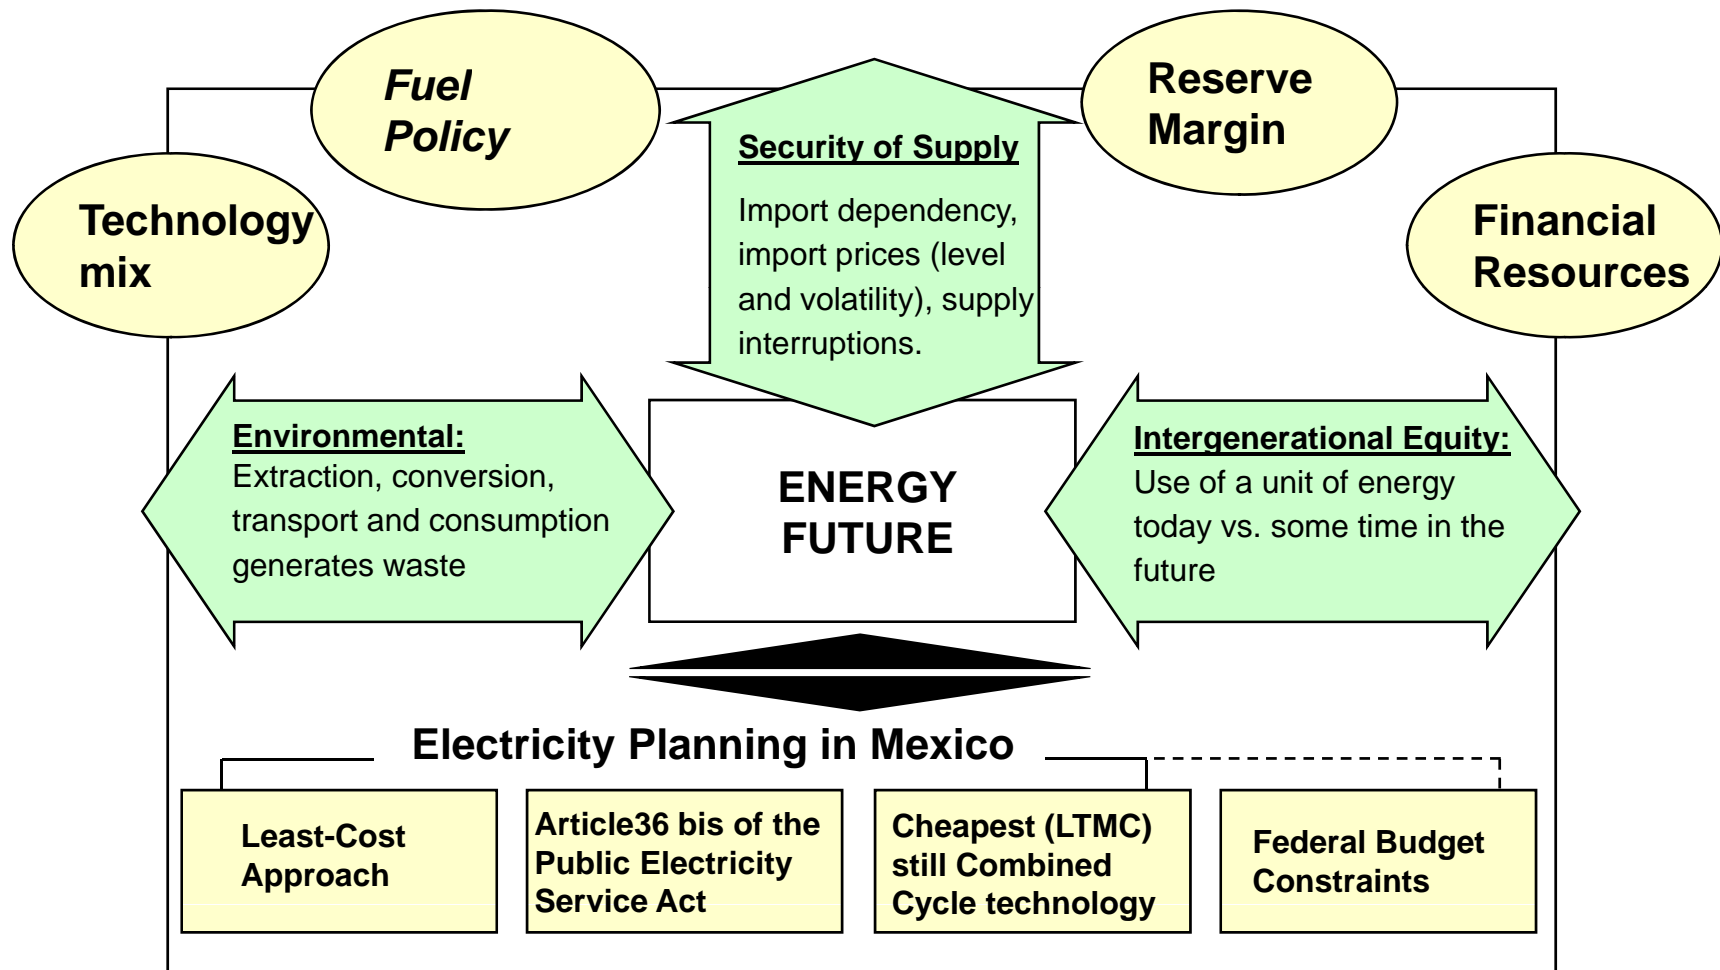 Fuel
Policy
Reserve
Margin
Technology
mix
Financial
Resources
Security of Supply
Import dependency,
import prices (level
and volatility), supply
interruptions.
Environmental:
Extraction, conversion,
transport and consumption
generates waste
ENERGY
FUTURE
Intergenerational Equity:
Use of a unit of energy
today vs. some time in the
future
Electricity Planning in Mexico
Least-Cost
Approach
Article36 bis of the
Public Electricity
Service Act
Cheapest (LTMC)
still Combined
Cycle technology
Federal Budget
Constraints